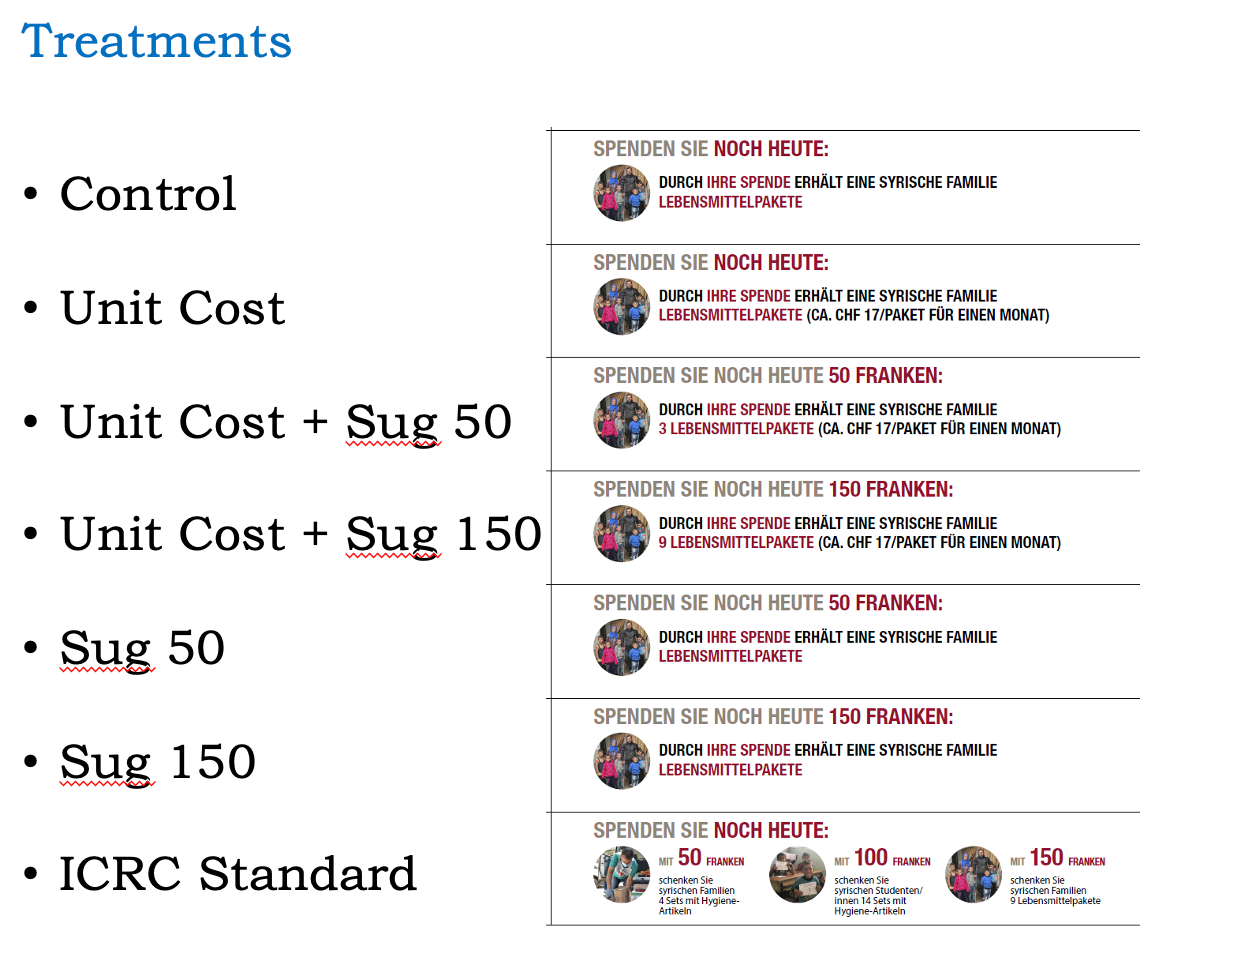 Treatments
• Control
SPENDEN SIE NOCH HEUTE:
DURCH IHRE SPENDE ERHÄLT EINE SYRISCHE FAMILIE
LEBENSMITTELPAKETE
• Unit Cost
SPENDEN SIE NOCH HEUTE:
DURCH IHRE SPENDE ERHÄLT EINE SYRISCHE FAMILIE
LEBENSMITTELPAKETE (CA. CHF 17/PAKET FÜR EINEN MONAT)
• Unit Cost + Sug 50
SPENDEN SIE NOCH HEUTE 50 FRANKEN:
DURCH IHRE SPENDE ERHÄLT EINE SYRISCHE FAMILIE
3 LEBENSMITTELPAKETE (CA. CHF 17/PAKET FÜR EINEN MONAT)
• Unit Cost + Sug 150
SPENDEN SIE NOCH HEUTE 150 FRANKEN:
DURCH IHRE SPENDE ERHÄLT EINE SYRISCHE FAMILIE
9 LEBENSMITTELPAKETE (CA. CHF 17/PAKET FÜR EINEN MONAT)
• Sug 50
SPENDEN SIE NOCH HEUTE 50 FRANKEN:
DURCH IHRE SPENDE ERHÄLT EINE SYRISCHE FAMILIE
LEBENSMITTELPAKETE
• Sug 150
SPENDEN SIE NOCH HEUTE 150 FRANKEN:
DURCH IHRE SPENDE ERHÄLT EINE SYRISCHE FAMILIE
LEBENSMITTELPAKETE
• ICRC Standard
SPENDEN SIE NOCH HEUTE:
MIT 50 FRANKEN
schenken Sie
syrischen Familien
4 Sets mit Hygiene-
Artikeln
MIT 100 FRANKEN
schenken Sie
syrischen Studenten/
innen 14 Sets mit
Hygiene-Artikeln
MIT 150 FRANKEN
schenken Sie
syrischen Familien
9 Lebensmittelpakete